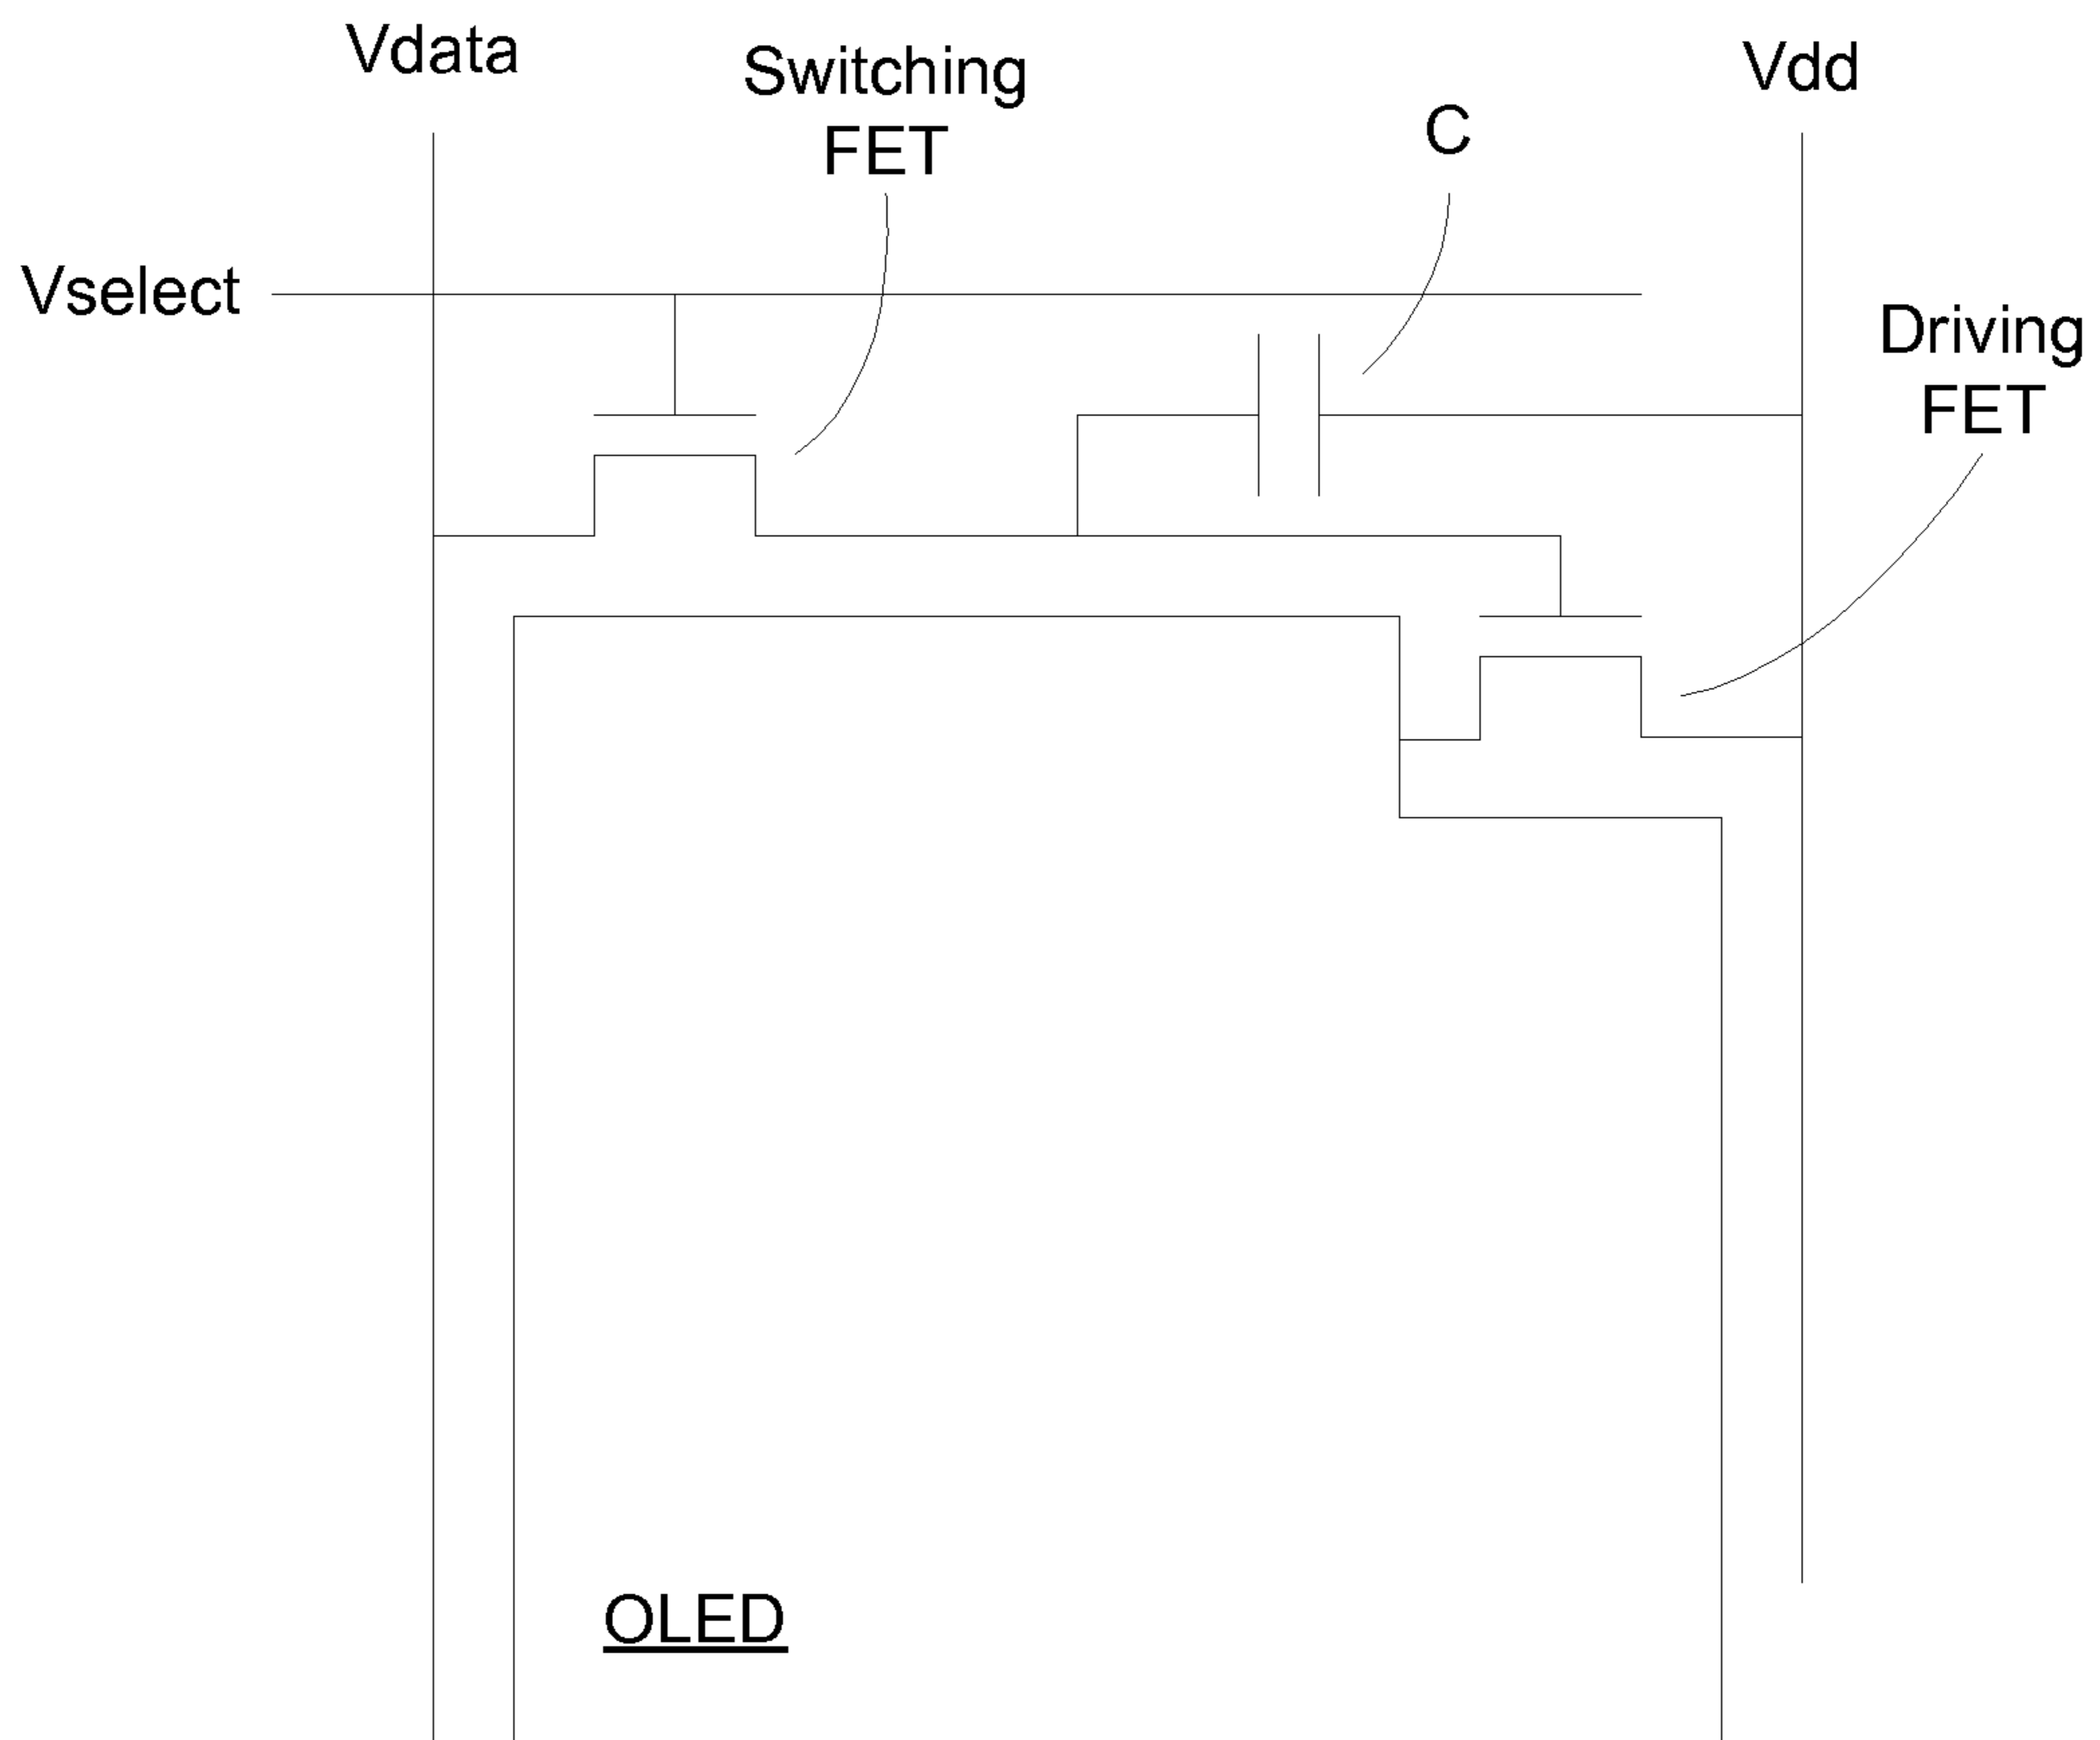 Vdata
Switching
FET
C
Vdd
Vselect
Driving
FET
OLED